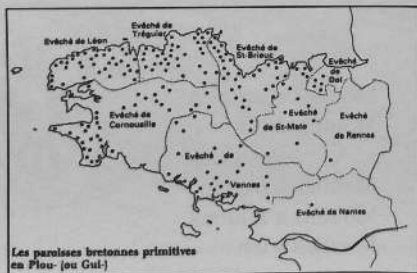 Evêché de Léon
Evêché de
Tréguier
Evêché de
St-Brieuc
Evêché
de
Dol
Evêché de
Cornouaille
Evêché
de St-Malo
Evêché
de Rennes
Evêché de
Vannes
Evêché de Nantes
Les paroisses bretonnes primitives
en Plou- (ou Gui-)